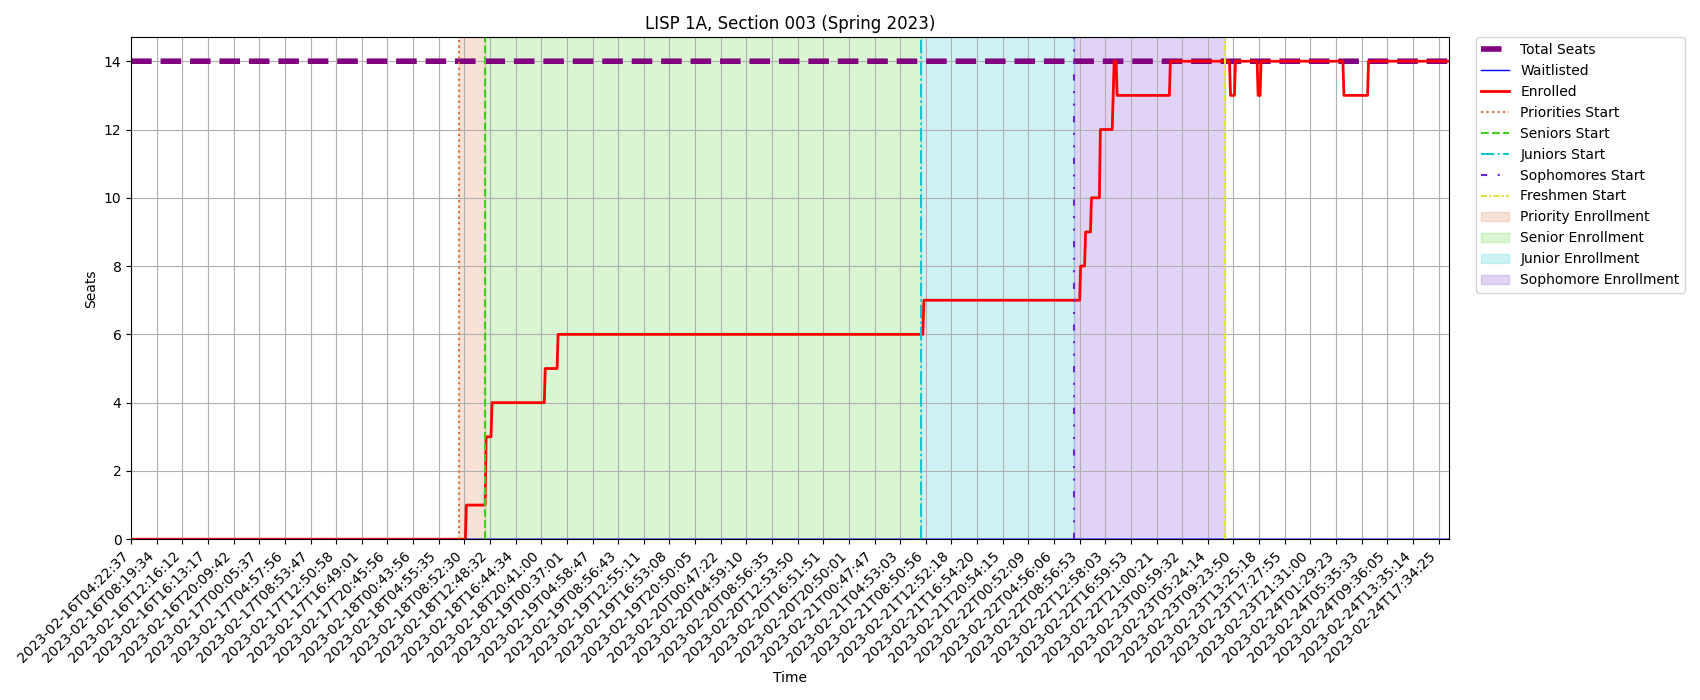 LISP 1A, Section 003 (Spring 2023)
14
12
10
8
6
4
2
0
Seats
2023-02-16T04:22:37
2023-02-16T08:19:34
2023-02-16T12:16:12
2023-02-16T16:13:17
2023-02-16T20:09:42
2023-02-17T00:05:37
2023-02-17T04:57:56
2023-02-17T08:53:47
2023-02-17T12:50:58
2023-02-17T16:49:01
2023-02-17T20:45:56
2023-02-18T00:43:56
2023-02-18T04:55:35
2023-02-18T08:52:30
2023-02-18T12:48:32
2023-02-18T16:44:34
2023-02-18T20:41:00
2023-02-19T00:37:01
2023-02-19T04:58:47
2023-02-19T08:56:43
2023-02-19T12:55:11
2023-02-19T16:53:08
2023-02-19T20:50:05
2023-02-20T00:47:22
2023-02-20T04:59:10
2023-02-20T08:56:35
2023-02-20T12:53:50
2023-02-20T16:51:51
2023-02-20T20:50:01
2023-02-21T00:47:47
2023-02-21T04:53:03
2023-02-21T08:50:56
2023-02-21T12:52:18
2023-02-21T16:54:20
2023-02-21T20:54:15
2023-02-22T00:52:09
2023-02-22T04:56:06
2023-02-22T08:56:53
2023-02-22T12:58:03
2023-02-22T16:59:53
2023-02-22T21:00:21
2023-02-23T00:59:32
2023-02-23T05:24:14
2023-02-23T09:23:50
2023-02-23T13:25:18
2023-02-23T17:27:55
2023-02-23T21:31:00
2023-02-24T01:29:23
2023-02-24T05:35:33
2023-02-24T09:36:05
2023-02-24T13:35:14
2023-02-24T17:34:25
Time
Total Seats
Waitlisted
Enrolled
Priorities Start
Seniors Start
Juniors Start
Sophomores Start
Freshmen Start
Priority Enrollment
Senior Enrollment
Junior Enrollment
Sophomore Enrollment